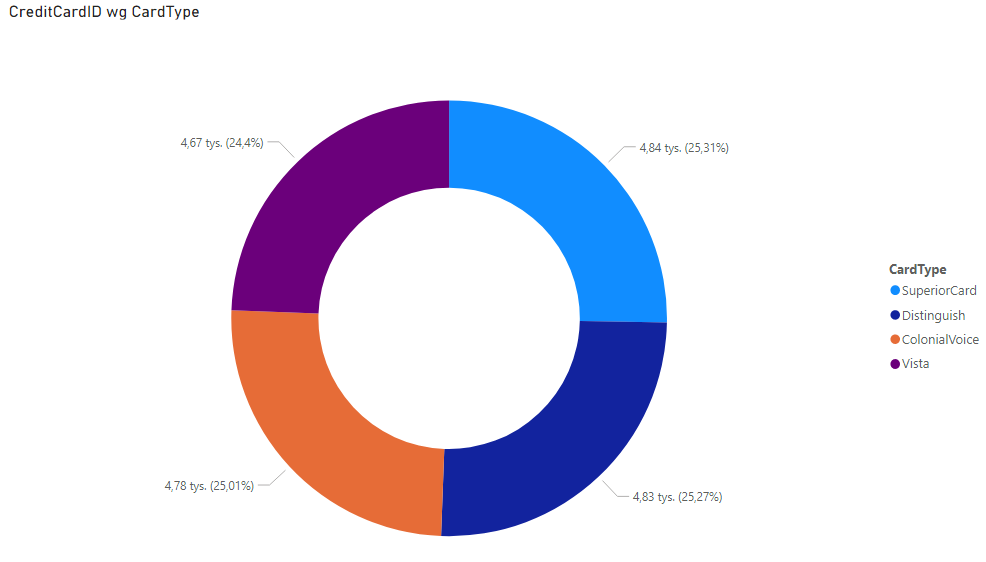 CreditCardID wg CardType
4,67 tys. (24,4%)
4,84 tys. (25,31%)
CardType
SuperiorCard
Distinguish
ColonialVoice
Vista
4,78 tys. (25,01%)
4,83 tys. (25,27%)